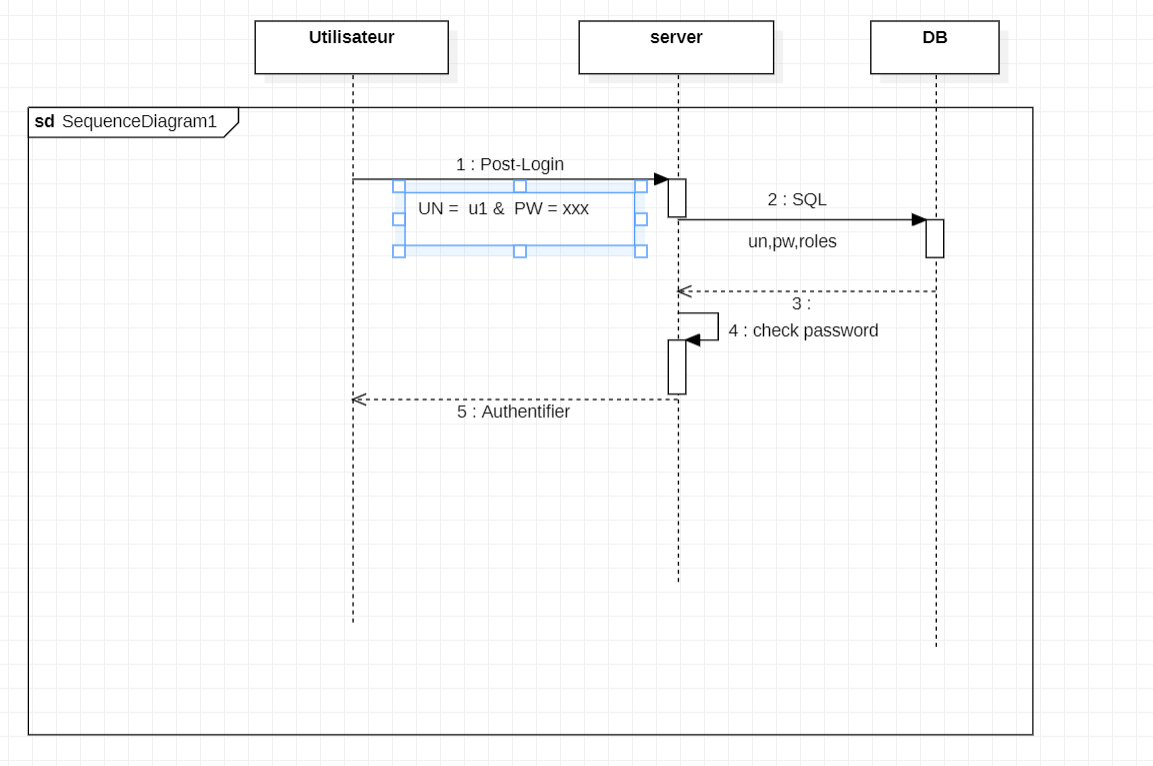 Utilisateur
server
DB
sd SequenceDiagram1
1 : Post-Login
UN = u1 & PW = xxx
2 : SQL
un,pw,roles
3 :
4 : check password
5 : Authentifier